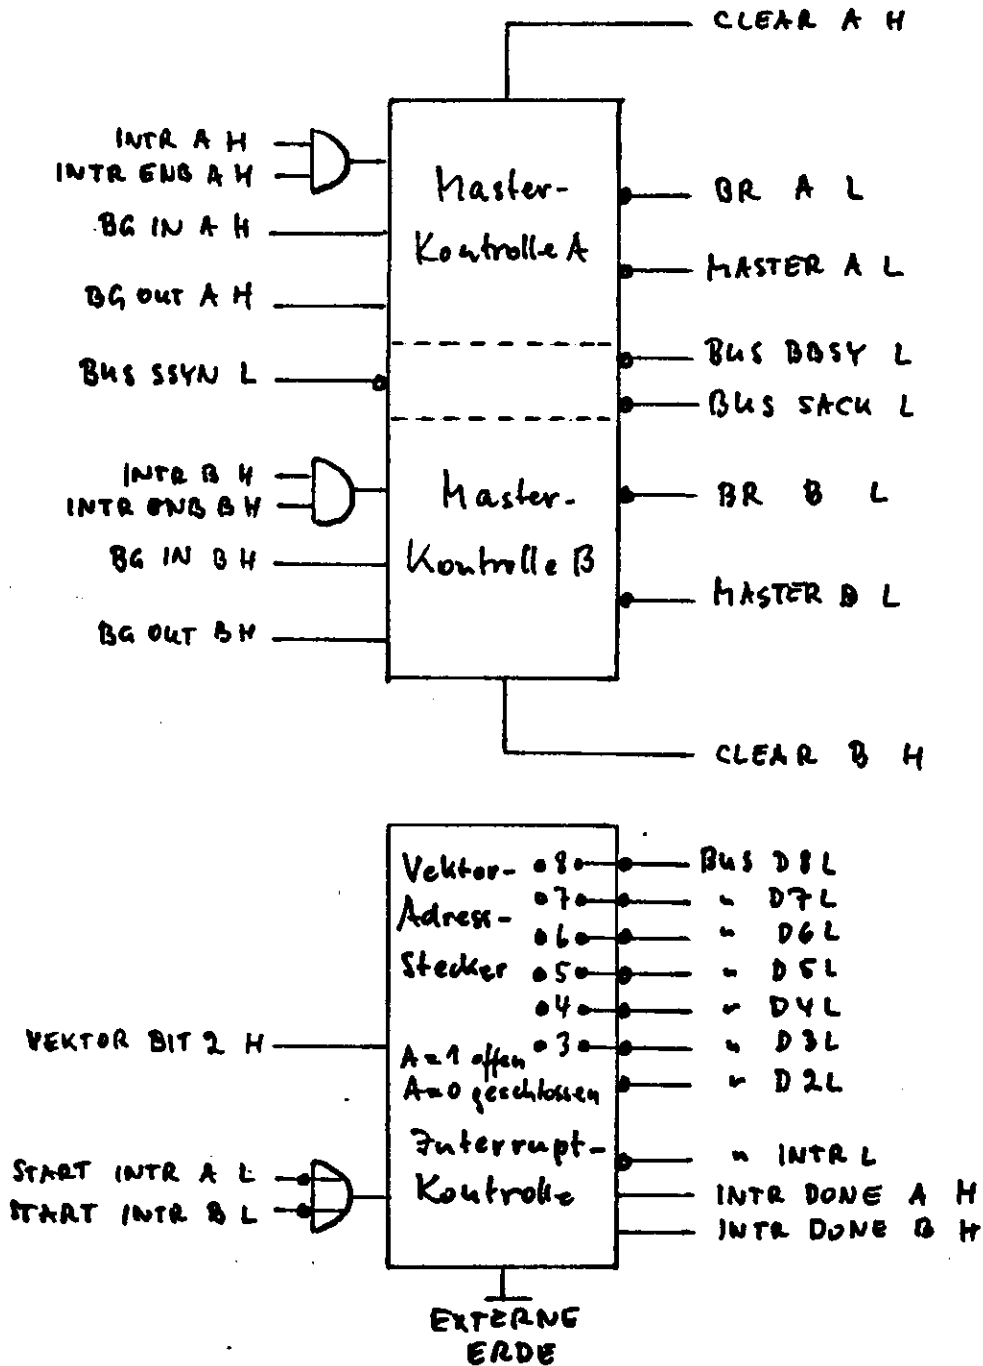 CLEAR A H
INTR A H
INTR ENB A H
BG IN A H
BG OUT A H
BUS SSYN L
INTR B H
INTR ENB B H
BG IN B H
BG OUT B H
Master-
Kontrolle A
Master-
Kontrolle B
BR A L
MASTER A L
BUS BBSY L
BUS SACK L
BR B L
MASTER B L
CLEAR B H
Vektor-
Adress-
Stecker
8
7
6
5
4
3
A=1 offen
A=0 geschlossen
Interrupt-
Kontrolle
VEKTOR BIT 2 H
START INTR A L
START INTR B L
BUS D8L
" D7L
" D6L
" D5L
" D4L
" D3L
" D2L
" INTR L
INTR DONE A H
INTR DONE B H
EXTERNE
ERDE